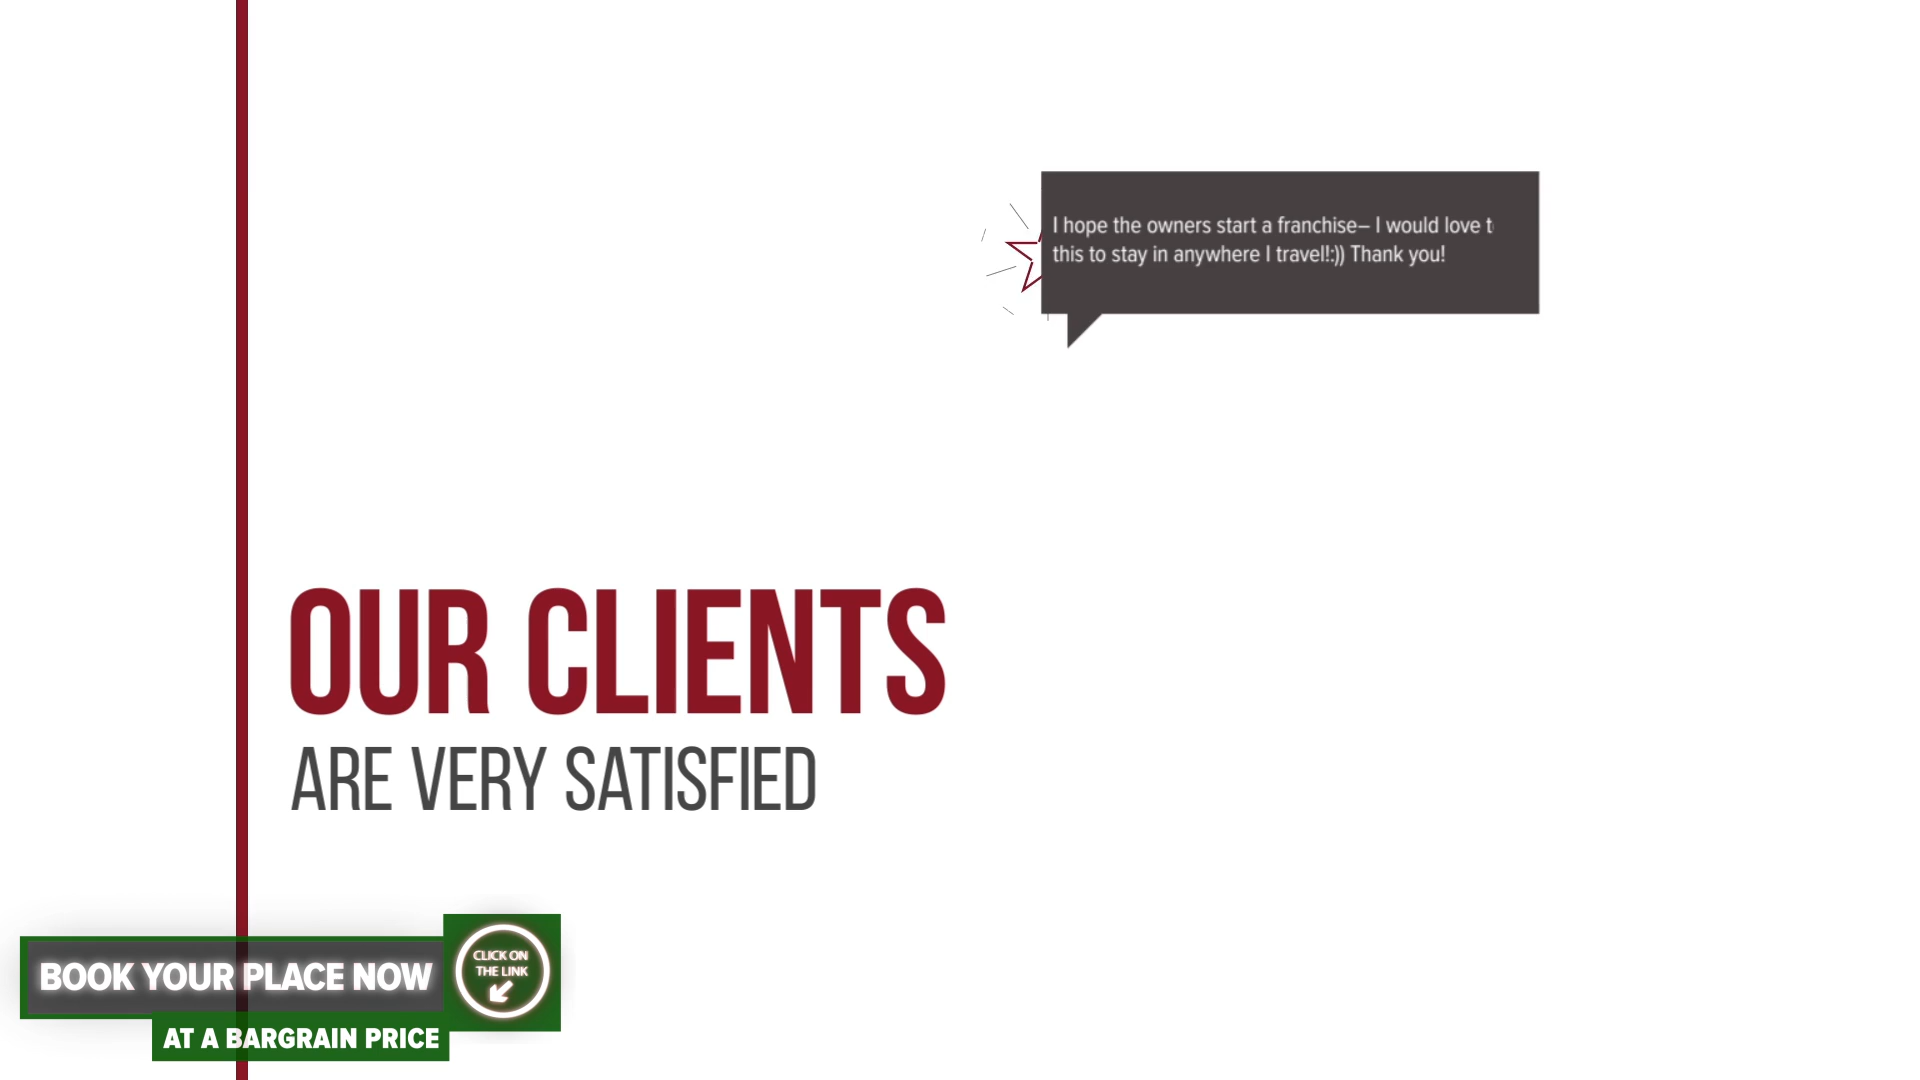 I hope the owners start a franchise– I would love
this to stay in anywhere I travel!:)) Thank you!
OUR CLIENTS
ARE VERY SATISFIED
BOOK YOUR PLACE NOW
CLICK ON
THE LINK
AT A BARGRAIN PRICE